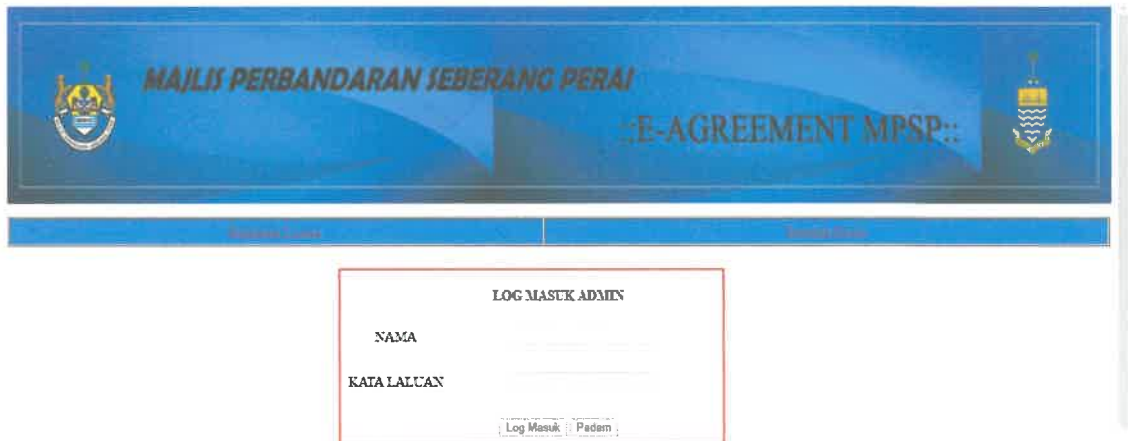 MAJLIS PERBANDARAN SEBERANG PERAI
::E-AGREEMENT MPSP::
LOG MASUK ADMIN
NAMA
KATA LALUAN
Log Masuk Padam